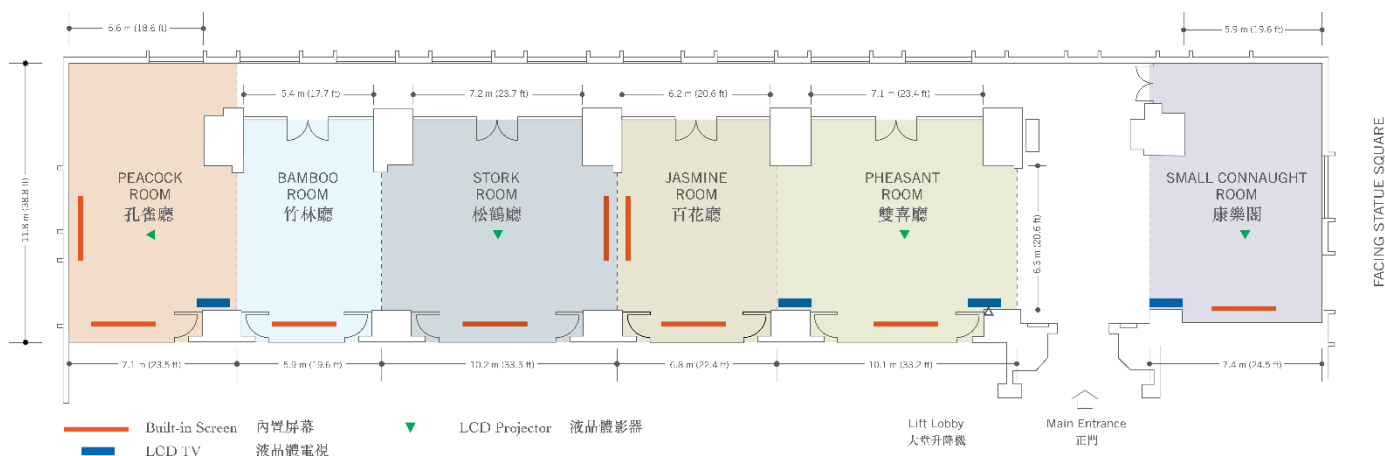 6.6 m (18.6 ft)
5.9 m (19.6 ft)
5.4 m (17.7 ft)
7.2 m (23.7 ft)
6.2 m (20.6 ft)
7.1 m (23.4 ft)
11.8 m (38.8 ft)
PEACOCK
ROOM
孔雀廳
BAMBOO
ROOM
竹林廳
STORK
ROOM
松鶴廳
JASMINE
ROOM
百花廳
PHEASANT
ROOM
雙喜廳
6.3 m (20.6 ft)
SMALL CONNAUGHT
ROOM
康樂閣
FACING STATUE SQUARE
7.1 m (23.5 ft)
5.9 m (19.6 ft)
10.2 m (33.3 ft)
6.8 m (22.4 ft)
10.1 m (33.2 ft)
7.4 m (24.5 ft)
Built-in Screen 內置屏幕
LCD Projector 液晶體影器
LCD TV 液晶體電視
Lift Lobby
大堂升降機
Main Entrance
正門